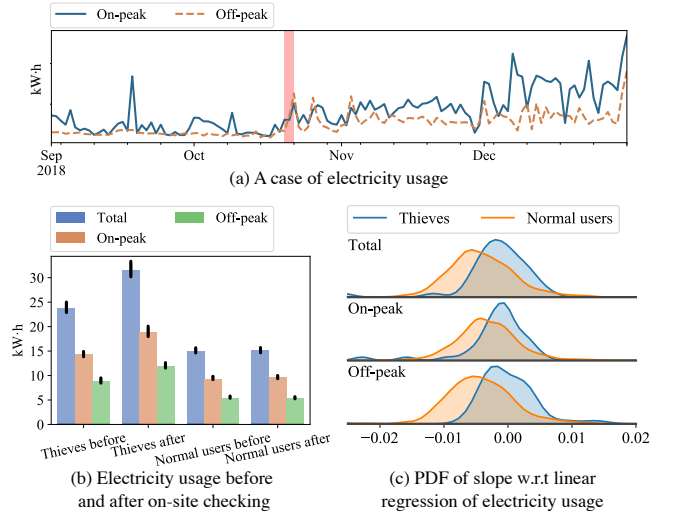 On-peak Off-peak
kW·h
Sep Oct Nov Dec
2018
(a) A case of electricity usage
Total Off-peak
On-peak
30
25
20
15
10
5
0
kW·h
Thieves before Thieves after Normal users before Normal users after
(b) Electricity usage before
and after on-site checking
Thieves Normal users
Total
On-peak
Off-peak
−0.02 −0.01 0.00 0.01 0.02
(c) PDF of slope w.r.t linear
regression of electricity usage